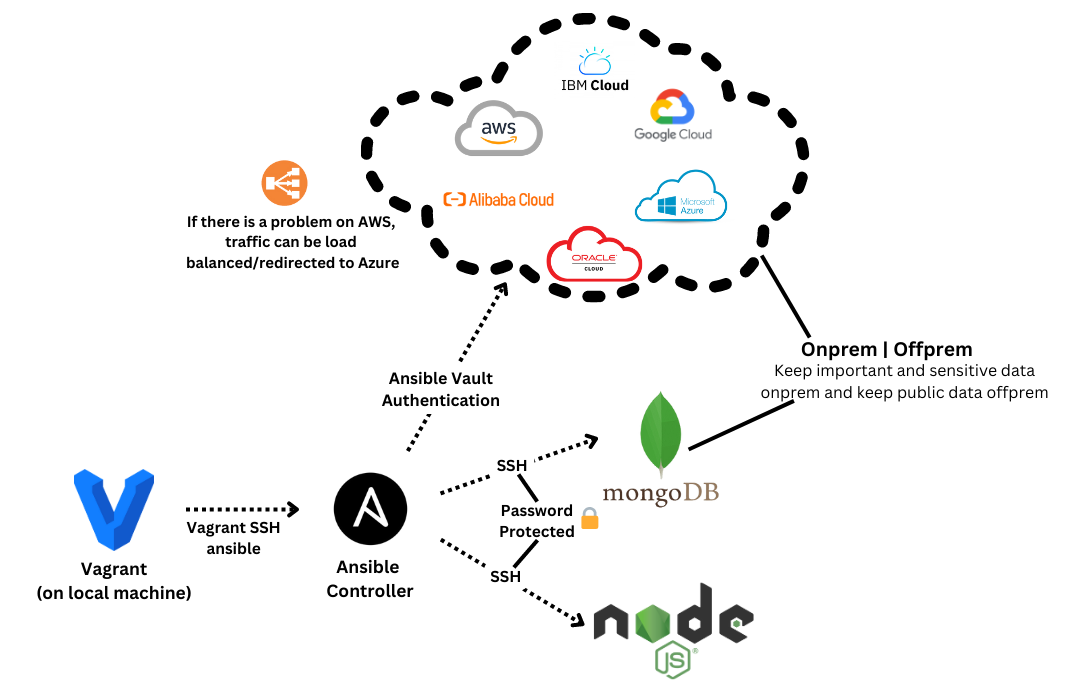 IBM Cloud
aws
Google Cloud
Alibaba Cloud
Microsoft
Azure
ORACLE
CLOUD
If there is a problem on AWS,
traffic can be load
balanced/redirected to Azure
Onprem | Offprem
Keep important and sensitive data
onprem and keep public data offprem
Ansible Vault
Authentication
SSH
mongoDB
Password
Protected
Vagrant SSH
ansible
Vagrant
(on local machine)
Ansible
Controller
SSH
node
JS
®